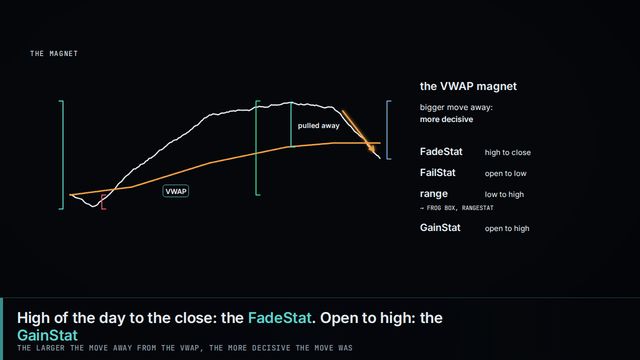 THE MAGNET
the VWAP magnet
bigger move away:
more decisive
pulled away
VWAP
FadeStat high to close
FailStat open to low
range low to high
→ FROG BOX, RANGESTAT
GainStat open to high
High of the day to the close: the FadeStat. Open to high: the
GainStat
THE LARGER THE MOVE AWAY FROM THE VWAP, THE MORE DECISIVE THE MOVE WAS